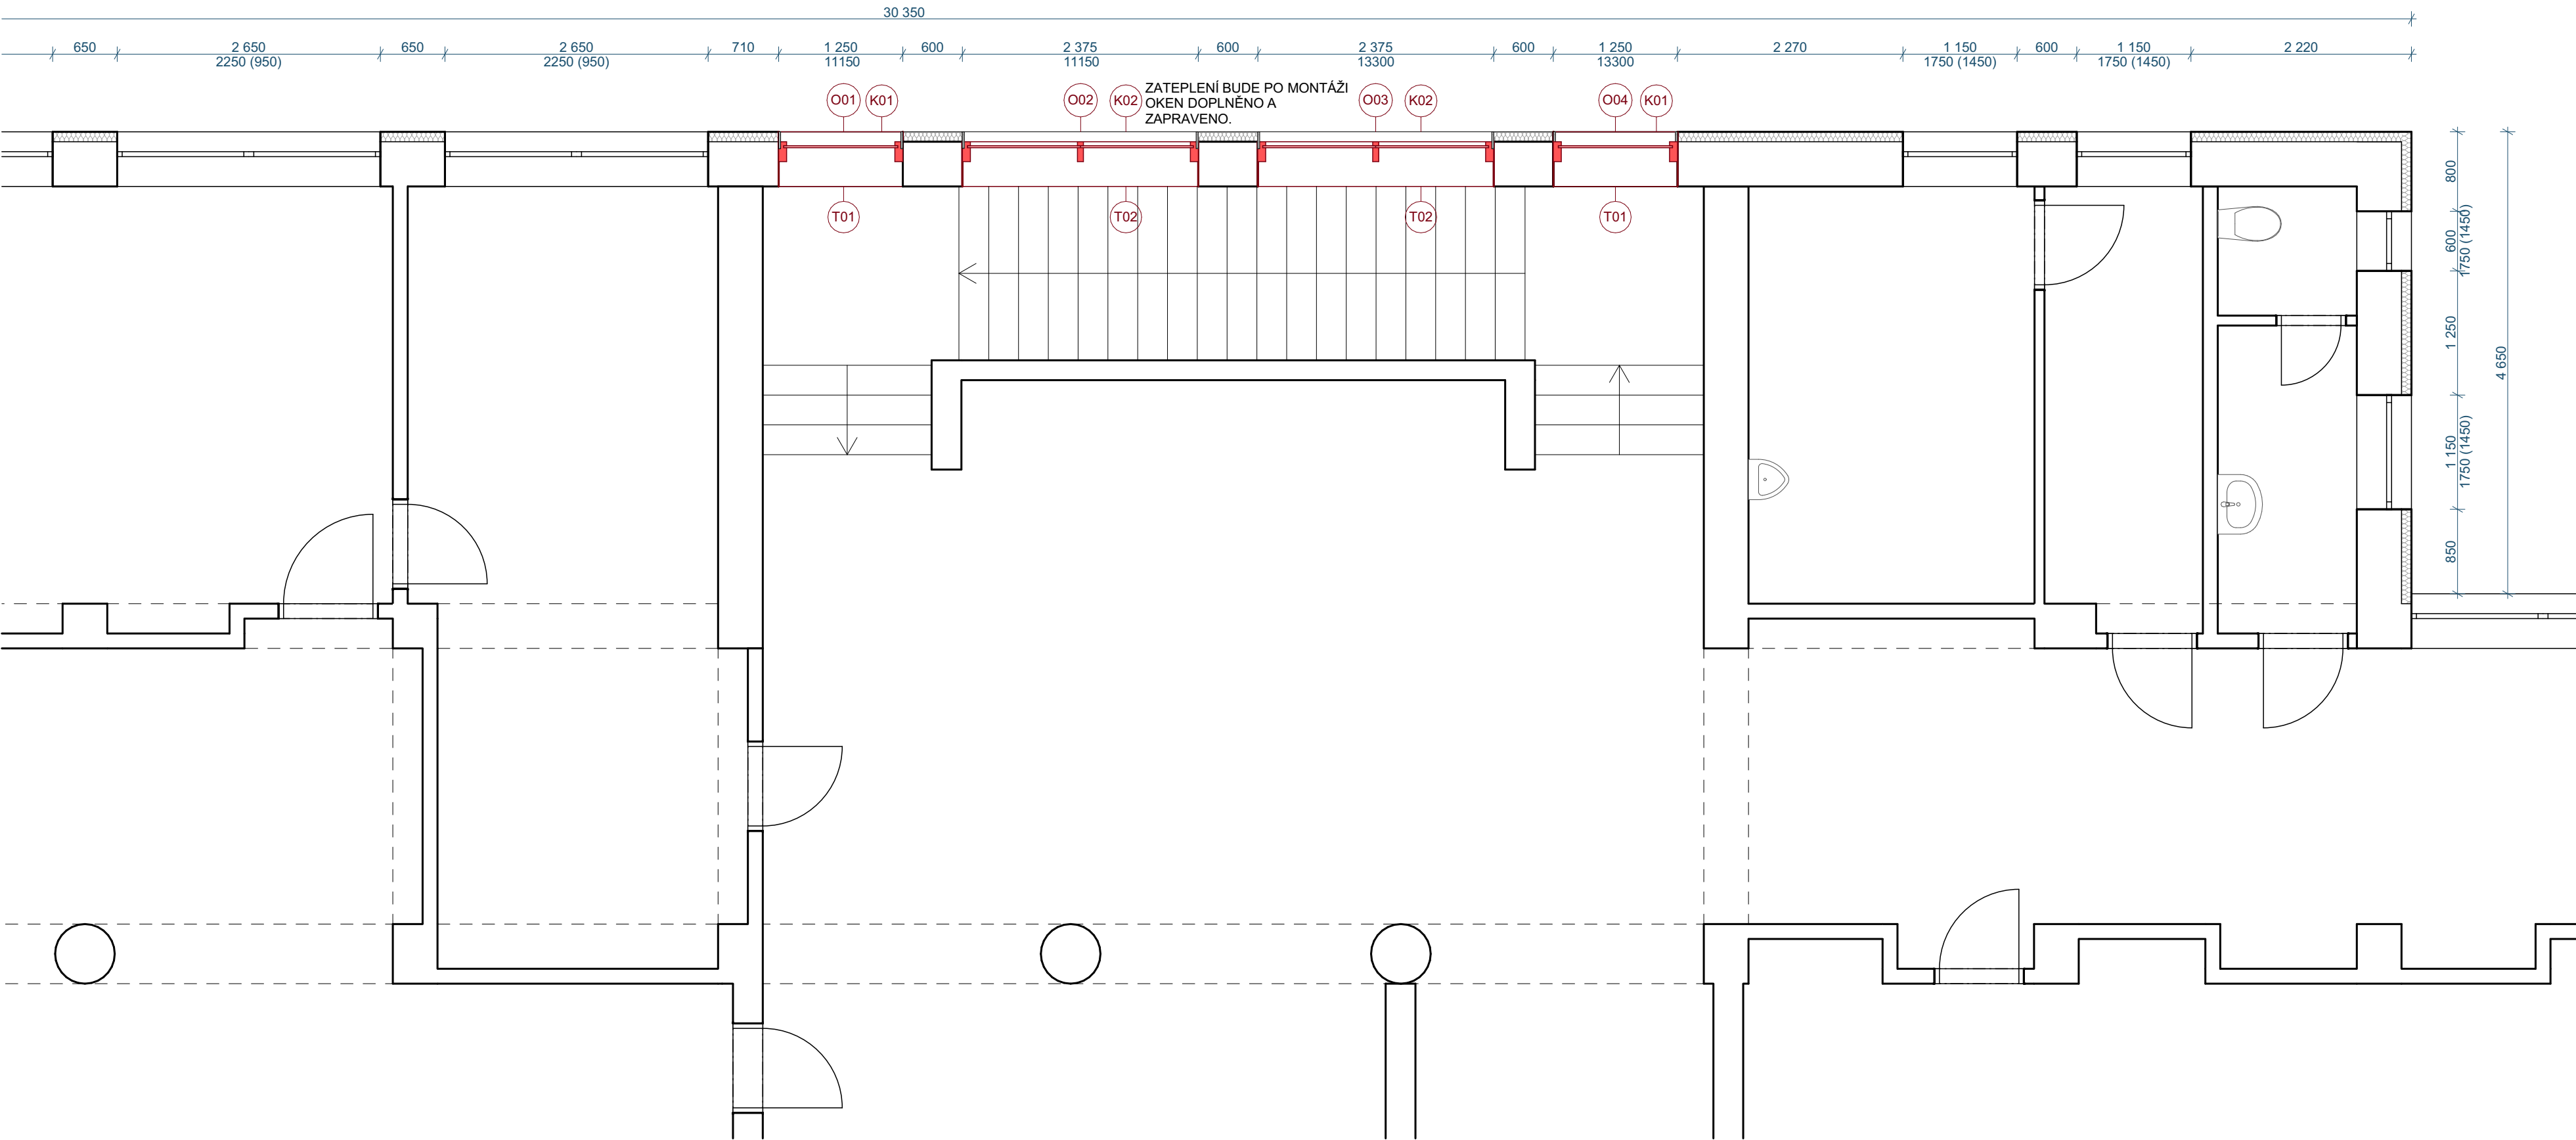 30 350
650 2 650 650 2 650 710 1 250 600 2 375 600 2 375 600 1 250 2 270 1 150 600 1 150 2 220
2250 (950) 2250 (950) 11150 11150 13300 13300 1750 (1450) 1750 (1450)
ZATEPLENÍ BUDE PO MONTÁŽI
OKEN DOPLNĚNO A
ZAPRAVENO.
O01 K01 O02 K02 O03 K02 O04 K01
T01 T02 T02 T01
800
600
1750 (1450)
1 250
4 650
1 150
1750 (1450)
850